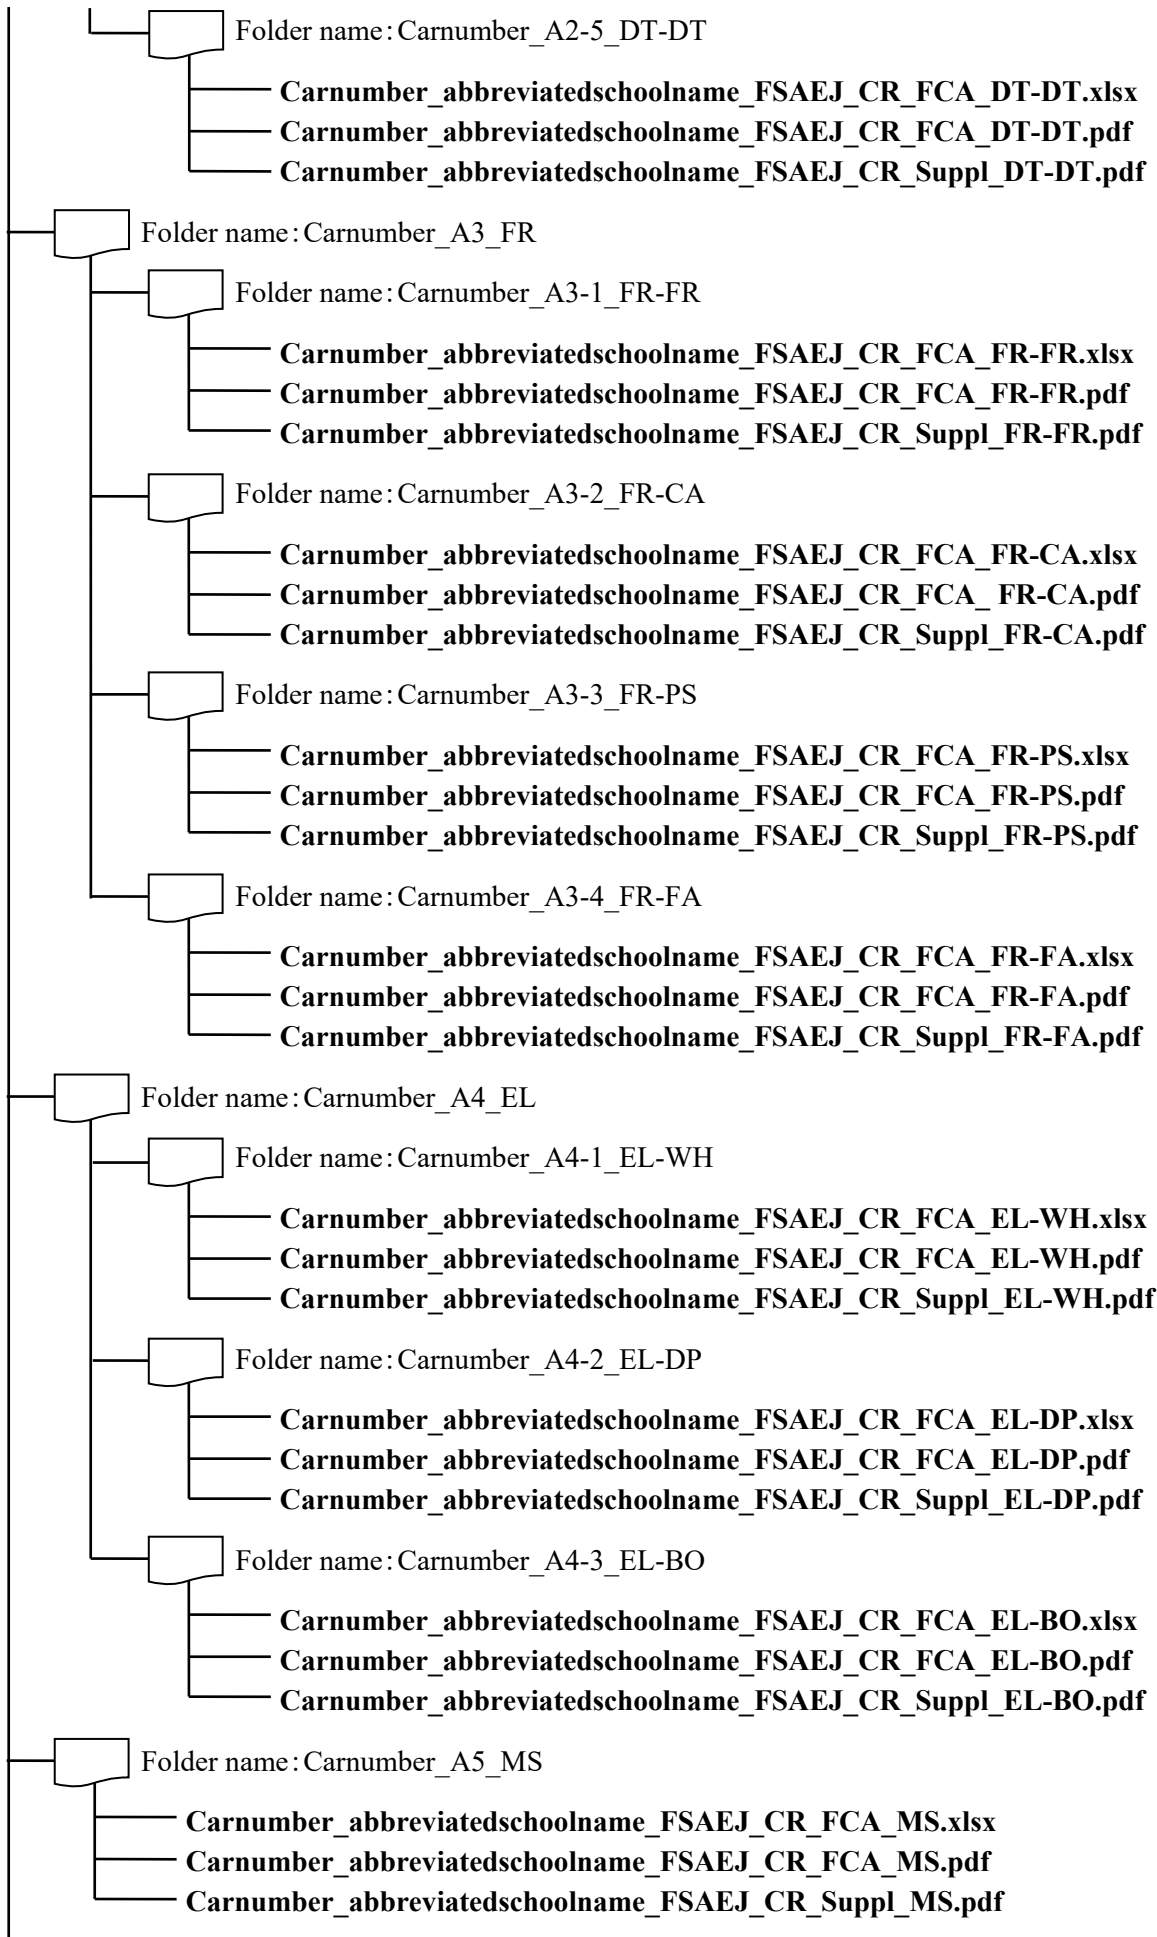 Folder name:Carnumber_A2-5_DT-DT
Carnumber_abbreviatedschoolname_FSAEJ_CR_FCA_DT-DT.xlsx
Carnumber_abbreviatedschoolname_FSAEJ_CR_FCA_DT-DT.pdf
Carnumber_abbreviatedschoolname_FSAEJ_CR_Suppl_DT-DT.pdf
Folder name:Carnumber_A3_FR
Folder name:Carnumber_A3-1_FR-FR
Carnumber_abbreviatedschoolname_FSAEJ_CR_FCA_FR-FR.xlsx
Carnumber_abbreviatedschoolname_FSAEJ_CR_FCA_FR-FR.pdf
Carnumber_abbreviatedschoolname_FSAEJ_CR_Suppl_FR-FR.pdf
Folder name:Carnumber_A3-2_FR-CA
Carnumber_abbreviatedschoolname_FSAEJ_CR_FCA_FR-CA.xlsx
Carnumber_abbreviatedschoolname_FSAEJ_CR_FCA_ FR-CA.pdf
Carnumber_abbreviatedschoolname_FSAEJ_CR_Suppl_FR-CA.pdf
Folder name:Carnumber_A3-3_FR-PS
Carnumber_abbreviatedschoolname_FSAEJ_CR_FCA_FR-PS.xlsx
Carnumber_abbreviatedschoolname_FSAEJ_CR_FCA_FR-PS.pdf
Carnumber_abbreviatedschoolname_FSAEJ_CR_Suppl_FR-PS.pdf
Folder name:Carnumber_A3-4_FR-FA
Carnumber_abbreviatedschoolname_FSAEJ_CR_FCA_FR-FA.xlsx
Carnumber_abbreviatedschoolname_FSAEJ_CR_FCA_FR-FA.pdf
Carnumber_abbreviatedschoolname_FSAEJ_CR_Suppl_FR-FA.pdf
Folder name:Carnumber_A4_EL
Folder name:Carnumber_A4-1_EL-WH
Carnumber_abbreviatedschoolname_FSAEJ_CR_FCA_EL-WH.xlsx
Carnumber_abbreviatedschoolname_FSAEJ_CR_FCA_EL-WH.pdf
Carnumber_abbreviatedschoolname_FSAEJ_CR_Suppl_EL-WH.pdf
Folder name:Carnumber_A4-2_EL-DP
Carnumber_abbreviatedschoolname_FSAEJ_CR_FCA_EL-DP.xlsx
Carnumber_abbreviatedschoolname_FSAEJ_CR_FCA_EL-DP.pdf
Carnumber_abbreviatedschoolname_FSAEJ_CR_Suppl_EL-DP.pdf
Folder name:Carnumber_A4-3_EL-BO
Carnumber_abbreviatedschoolname_FSAEJ_CR_FCA_EL-BO.xlsx
Carnumber_abbreviatedschoolname_FSAEJ_CR_FCA_EL-BO.pdf
Carnumber_abbreviatedschoolname_FSAEJ_CR_Suppl_EL-BO.pdf
Folder name:Carnumber_A5_MS
Carnumber_abbreviatedschoolname_FSAEJ_CR_FCA_MS.xlsx
Carnumber_abbreviatedschoolname_FSAEJ_CR_FCA_MS.pdf
Carnumber_abbreviatedschoolname_FSAEJ_CR_Suppl_MS.pdf